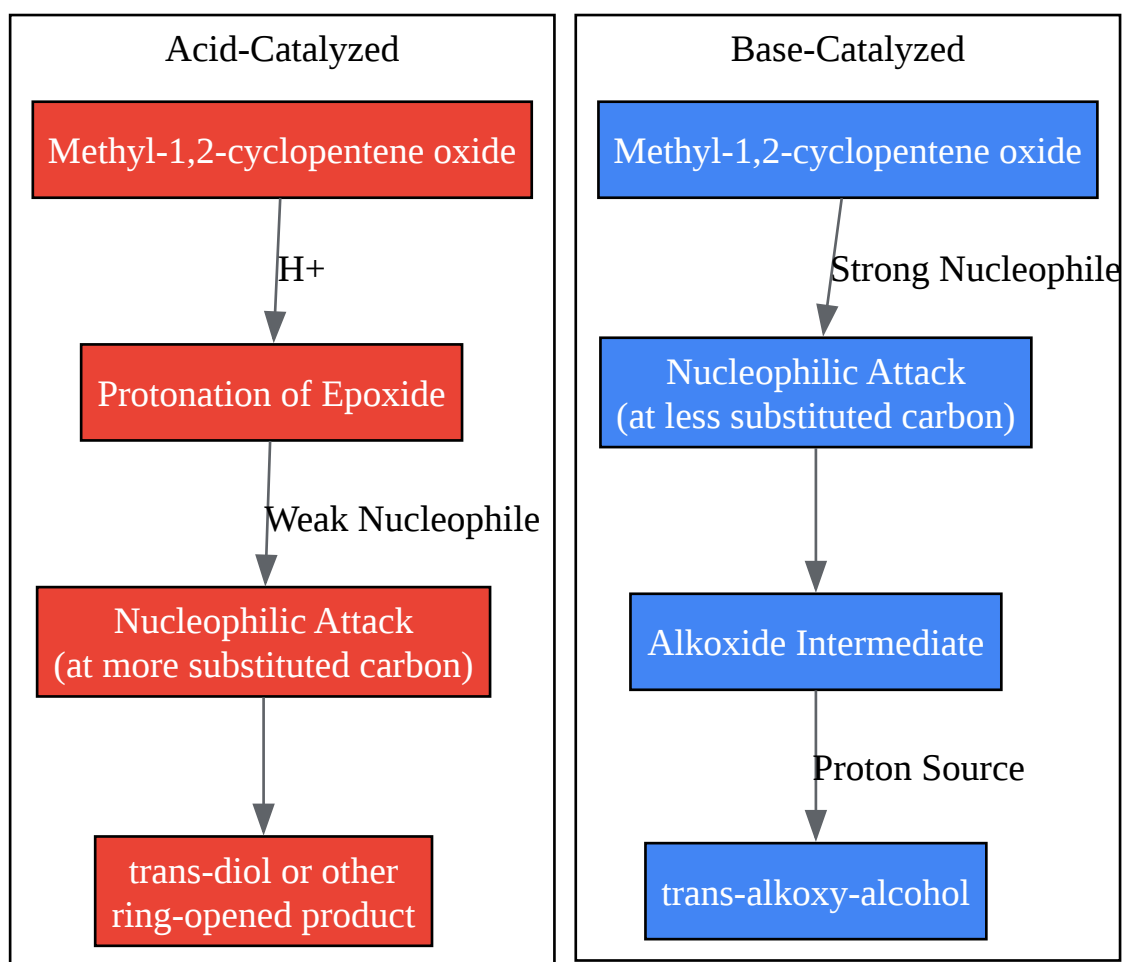 Acid-Catalyzed
Methyl-1,2-cyclopentene oxide
H+
Protonation of Epoxide
Weak Nucleophile
Nucleophilic Attack
(at more substituted carbon)
trans-diol or other
ring-opened product
Base-Catalyzed
Methyl-1,2-cyclopentene oxide
Strong Nucleophile
Nucleophilic Attack
(at less substituted carbon)
Alkoxide Intermediate
Proton Source
trans-alkoxy-alcohol